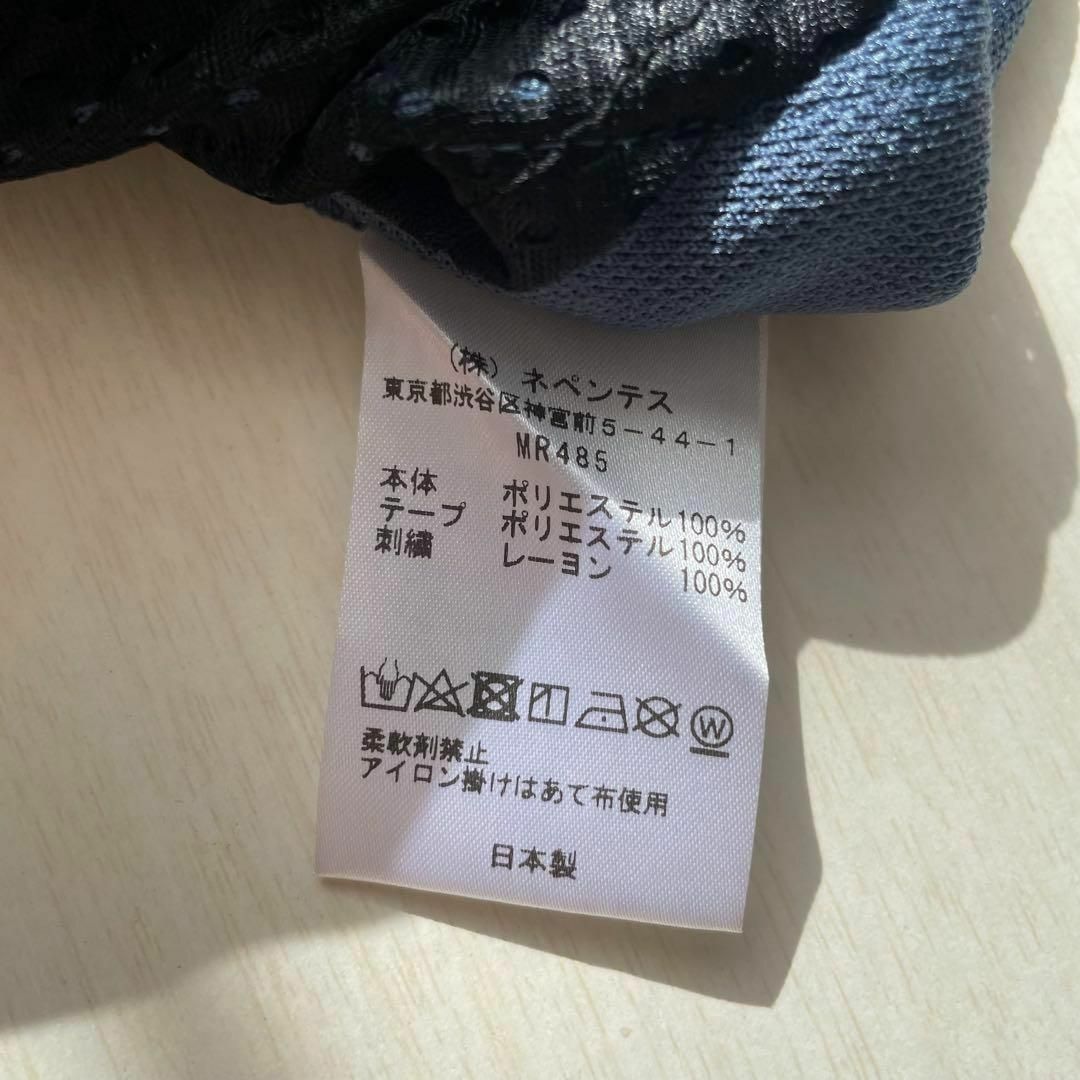 （株）ネペンテス
東京都渋谷区神宮前５−４４−１
MR485
本体 ポリエステル100%
テープ ポリエステル100%
刺繍 レーヨン 100%
W
柔軟剤禁止
アイロン掛けはあて布使用
日本製